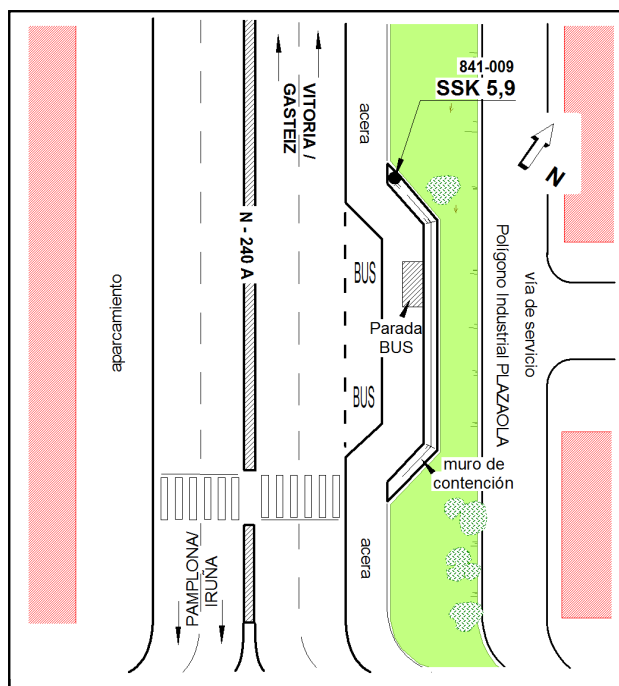 841-009
SSK 5,9
VITORIA /
GASTEIZ
acera
N
N - 240 A
aparcamiento
BUS
Parada
BUS
BUS
Polígono Industrial PLAZAOLA
vía de servicio
muro de
contención
PAMPLONA/
IRUÑA
acera